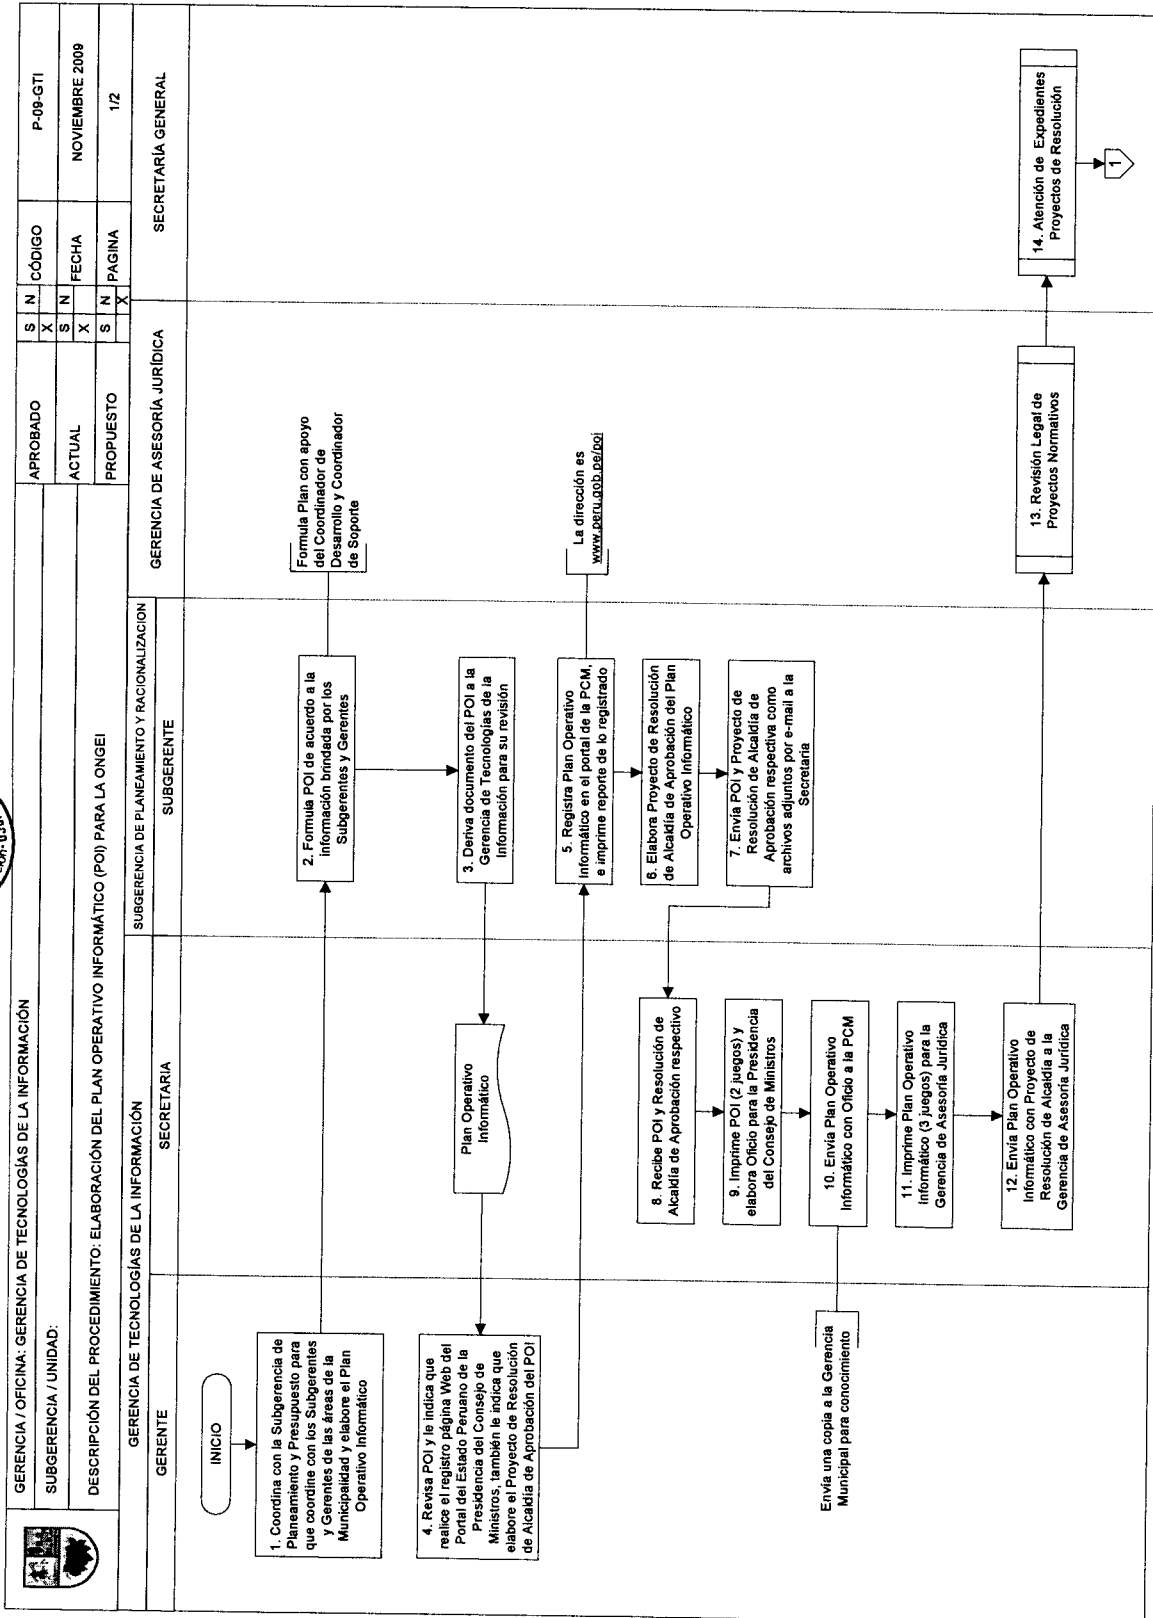 GERENCIA / OFICINA: GERENCIA DE TECNOLOGÍAS DE LA INFORMACIÓN
SUBGERENCIA / UNIDAD:
DESCRIPCIÓN DEL PROCEDIMIENTO: ELABORACIÓN DEL PLAN OPERATIVO INFORMÁTICO (POI) PARA LA ONGEI
APROBADO
S N
X
CÓDIGO
P-09-GTI
ACTUAL
S N
X
FECHA
NOVIEMBRE 2009
PROPUESTO
S N
X
PAGINA
1/2
GERENCIA DE TECNOLOGÍAS DE LA INFORMACIÓN
GERENTE
SECRETARIA
SUBGERENCIA DE PLANEAMIENTO Y RACIONALIZACION
SUBGERENTE
GERENCIA DE ASESORÍA JURÍDICA
SECRETARÍA GENERAL
INICIO
1. Coordina con la Subgerencia de
Planeamiento y Presupuesto para
que coordine con los Subgerentes
y Gerentes de las áreas de la
Municipalidad y elabore el Plan
Operativo Informático
2. Formula POI de acuerdo a la
información brindada por los
Subgerentes y Gerentes
Formula Plan con apoyo
del Coordinador de
Desarrollo y Coordinador
de Soporte
3. Deriva documento del POI a la
Gerencia de Tecnologías de la
Información para su revisión
Plan Operativo
Informático
4. Revisa POI y le indica que
realice el registro página Web del
Portal del Estado Peruano de la
Presidencia del Consejo de
Ministros, también le indica que
elabore el Proyecto de Resolución
de Alcaldía de Aprobación del POI
5. Registra Plan Operativo
Informático en el portal de la PCM,
e imprime reporte de lo registrado
La dirección es
www.peru.gob.pe/poi
6. Elabora Proyecto de Resolución
de Alcaldía de Aprobación del Plan
Operativo Informático
7. Envía POI y Proyecto de
Resolución de Alcaldía de
Aprobación respectiva como
archivos adjuntos por e-mail a la
Secretaria
8. Recibe POI y Resolución de
Alcaldía de Aprobación respectivo
9. Imprime POI (2 juegos) y
elabora Oficio para la Presidencia
del Consejo de Ministros
10. Envía Plan Operativo
Informático con Oficio a la PCM
Envía una copia a la Gerencia
Municipal para conocimiento
11. Imprime Plan Operativo
Informático (3 juegos) para la
Gerencia de Asesoría Jurídica
12. Envía Plan Operativo
Informático con Proyecto de
Resolución de Alcaldía a la
Gerencia de Asesoría Jurídica
13. Revisión Legal de
Proyectos Normativos
14. Atención de Expedientes
Proyectos de Resolución
1